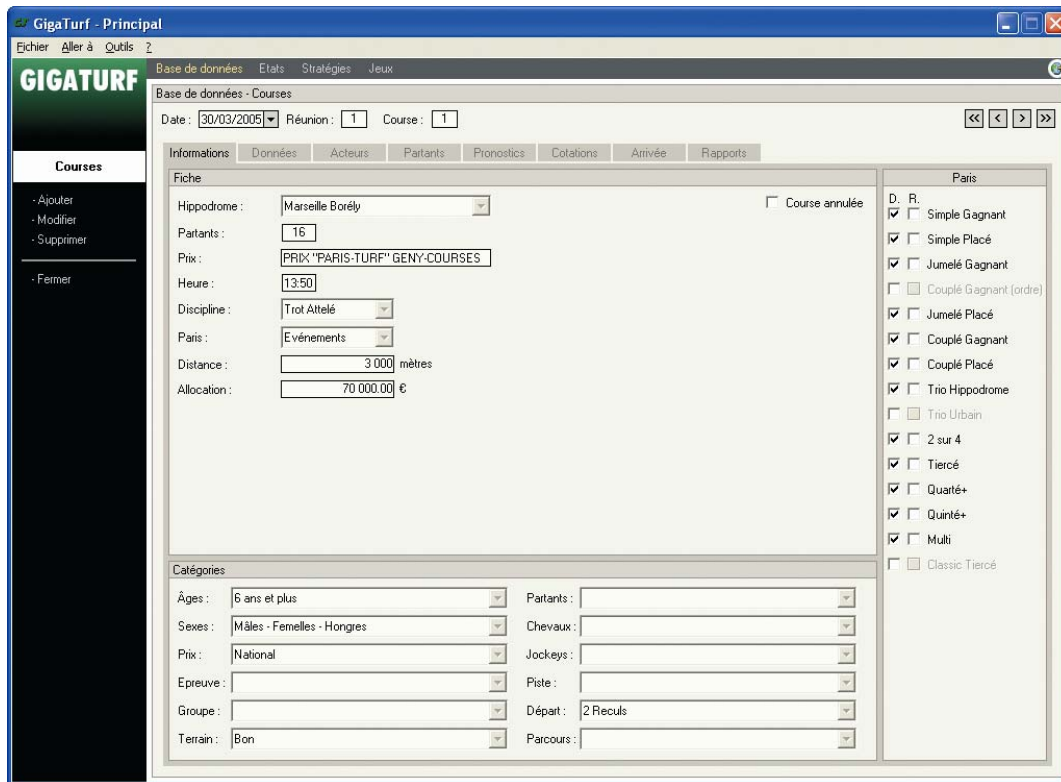 GigaTurf - Principal
Fichier Aller à Outils ?
GIGATURF
Base de données Etats Stratégies Jeux
Base de données - Courses
Date : 30/03/2005 Réunion : 1 Course : 1
<< < > >>
Courses
- Ajouter
- Modifier
- Supprimer
- Fermer
Informations Données Acteurs Partants Pronostics Cotations Arrivée Rapports
Fiche
Hippodrome : Marseille Borély
Course annulée
Partants : 16
Prix : PRIX "PARIS-TURF" GENY-COURSES
Heure : 13:50
Discipline : Trot Attelé
Paris : Evénements
Distance : 3 000 mètres
Allocation : 70 000.00 €
Paris
D. R.
Simple Gagnant
Simple Placé
Jumelé Gagnant
Couplé Gagnant (ordre)
Jumelé Placé
Couplé Gagnant
Couplé Placé
Trio Hippodrome
Trio Urbain
2 sur 4
Tiercé
Quarté+
Quinté+
Multi
Classic Tiercé
Catégories
Âges : 6 ans et plus Partants :
Sexes : Mâles - Femelles - Hongres Chevaux :
Prix : National Jockeys :
Epreuve : Piste :
Groupe : Départ : 2 Reculs
Terrain : Bon Parcours :